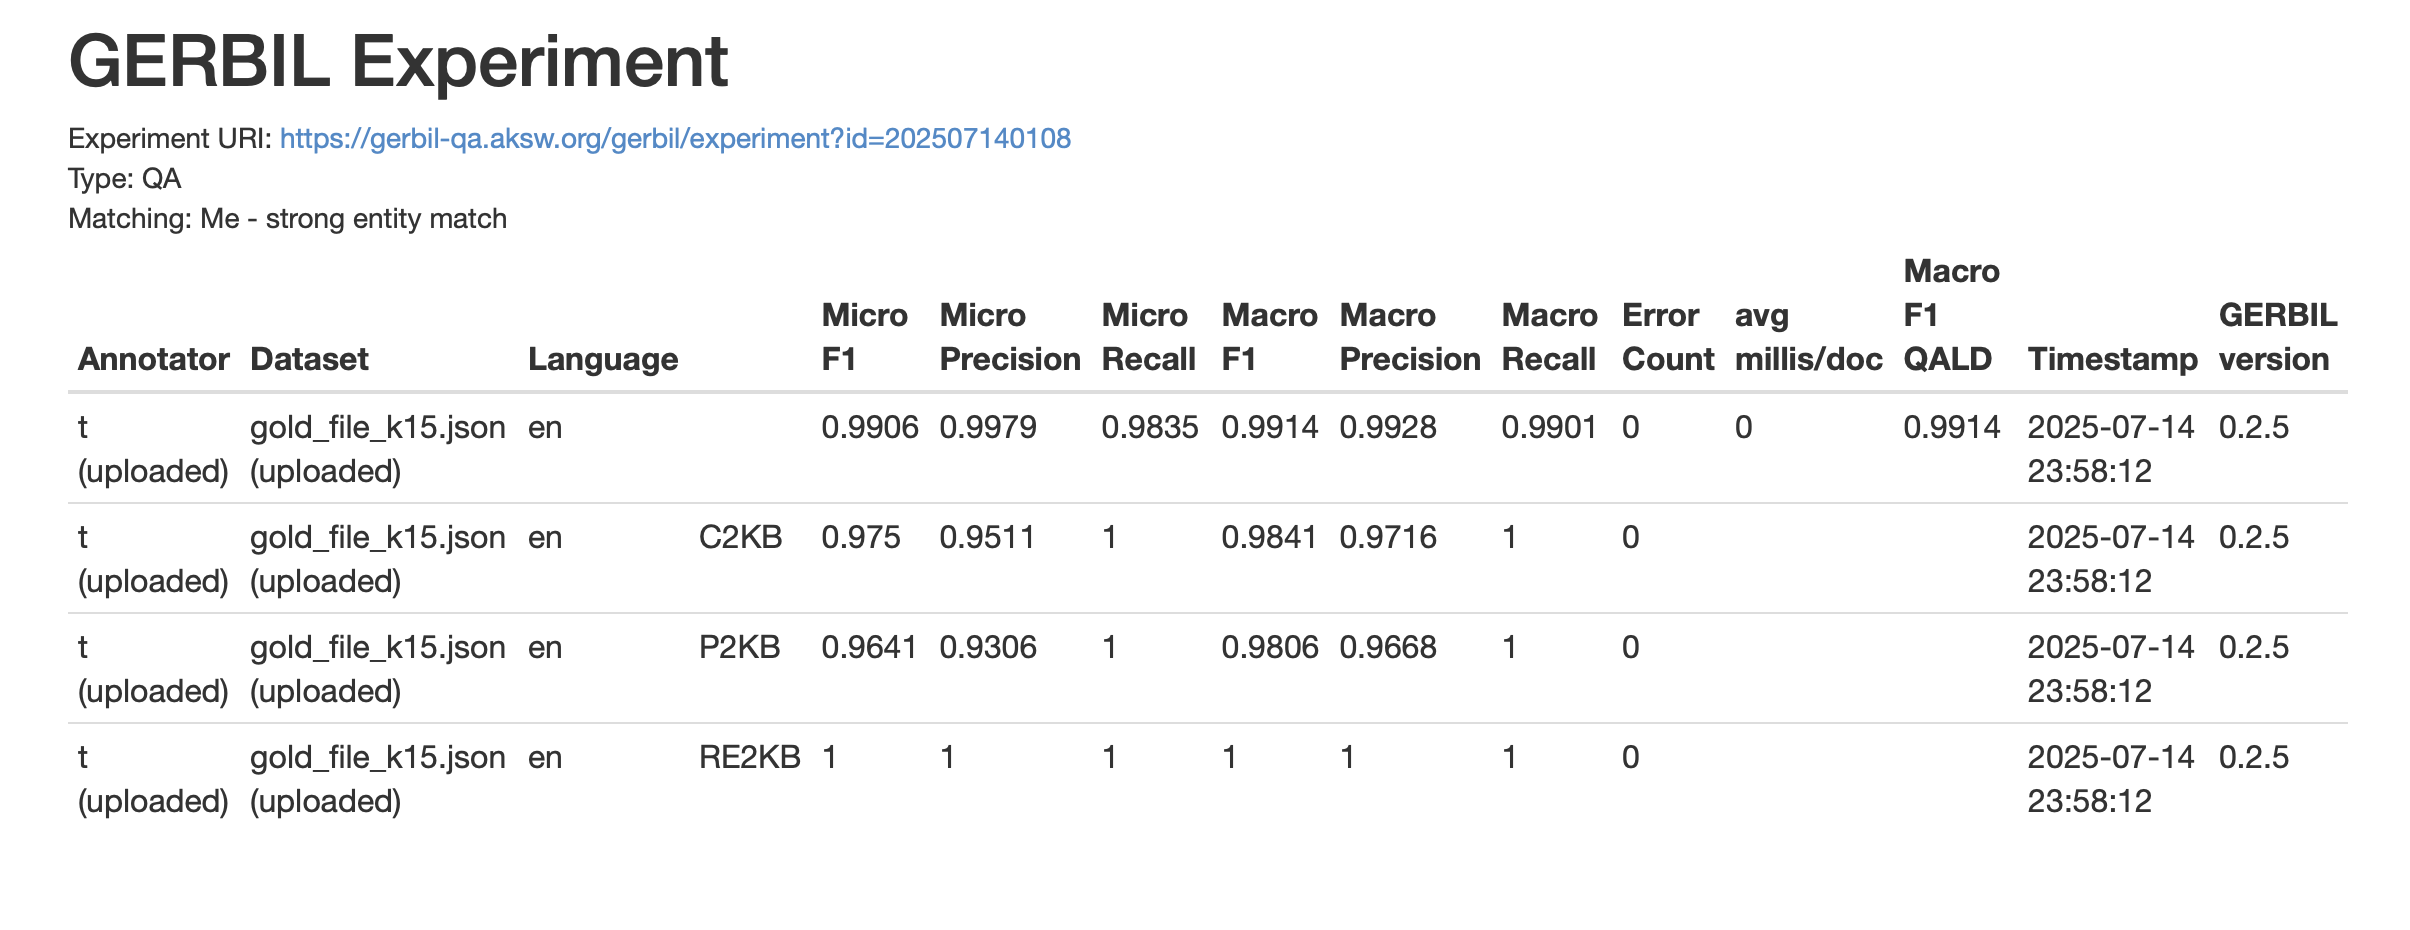 GERBIL Experiment
Experiment URI: https://gerbil-qa.aksw.org/gerbil/experiment?id=202507140108
Type: QA
Matching: Me - strong entity match
Annotator Dataset Language Micro F1 Micro Precision Micro Recall Macro F1 Macro Precision Macro Recall Error Count avg millis/doc Macro F1 QALD Timestamp GERBIL version
t (uploaded) gold_file_k15.json (uploaded) en 0.9906 0.9979 0.9835 0.9914 0.9928 0.9901 0 0 0.9914 2025-07-14 23:58:12 0.2.5
t (uploaded) gold_file_k15.json (uploaded) en C2KB 0.975 0.9511 1 0.9841 0.9716 1 0 2025-07-14 23:58:12 0.2.5
t (uploaded) gold_file_k15.json (uploaded) en P2KB 0.9641 0.9306 1 0.9806 0.9668 1 0 2025-07-14 23:58:12 0.2.5
t (uploaded) gold_file_k15.json (uploaded) en RE2KB 1 1 1 1 1 1 0 2025-07-14 23:58:12 0.2.5